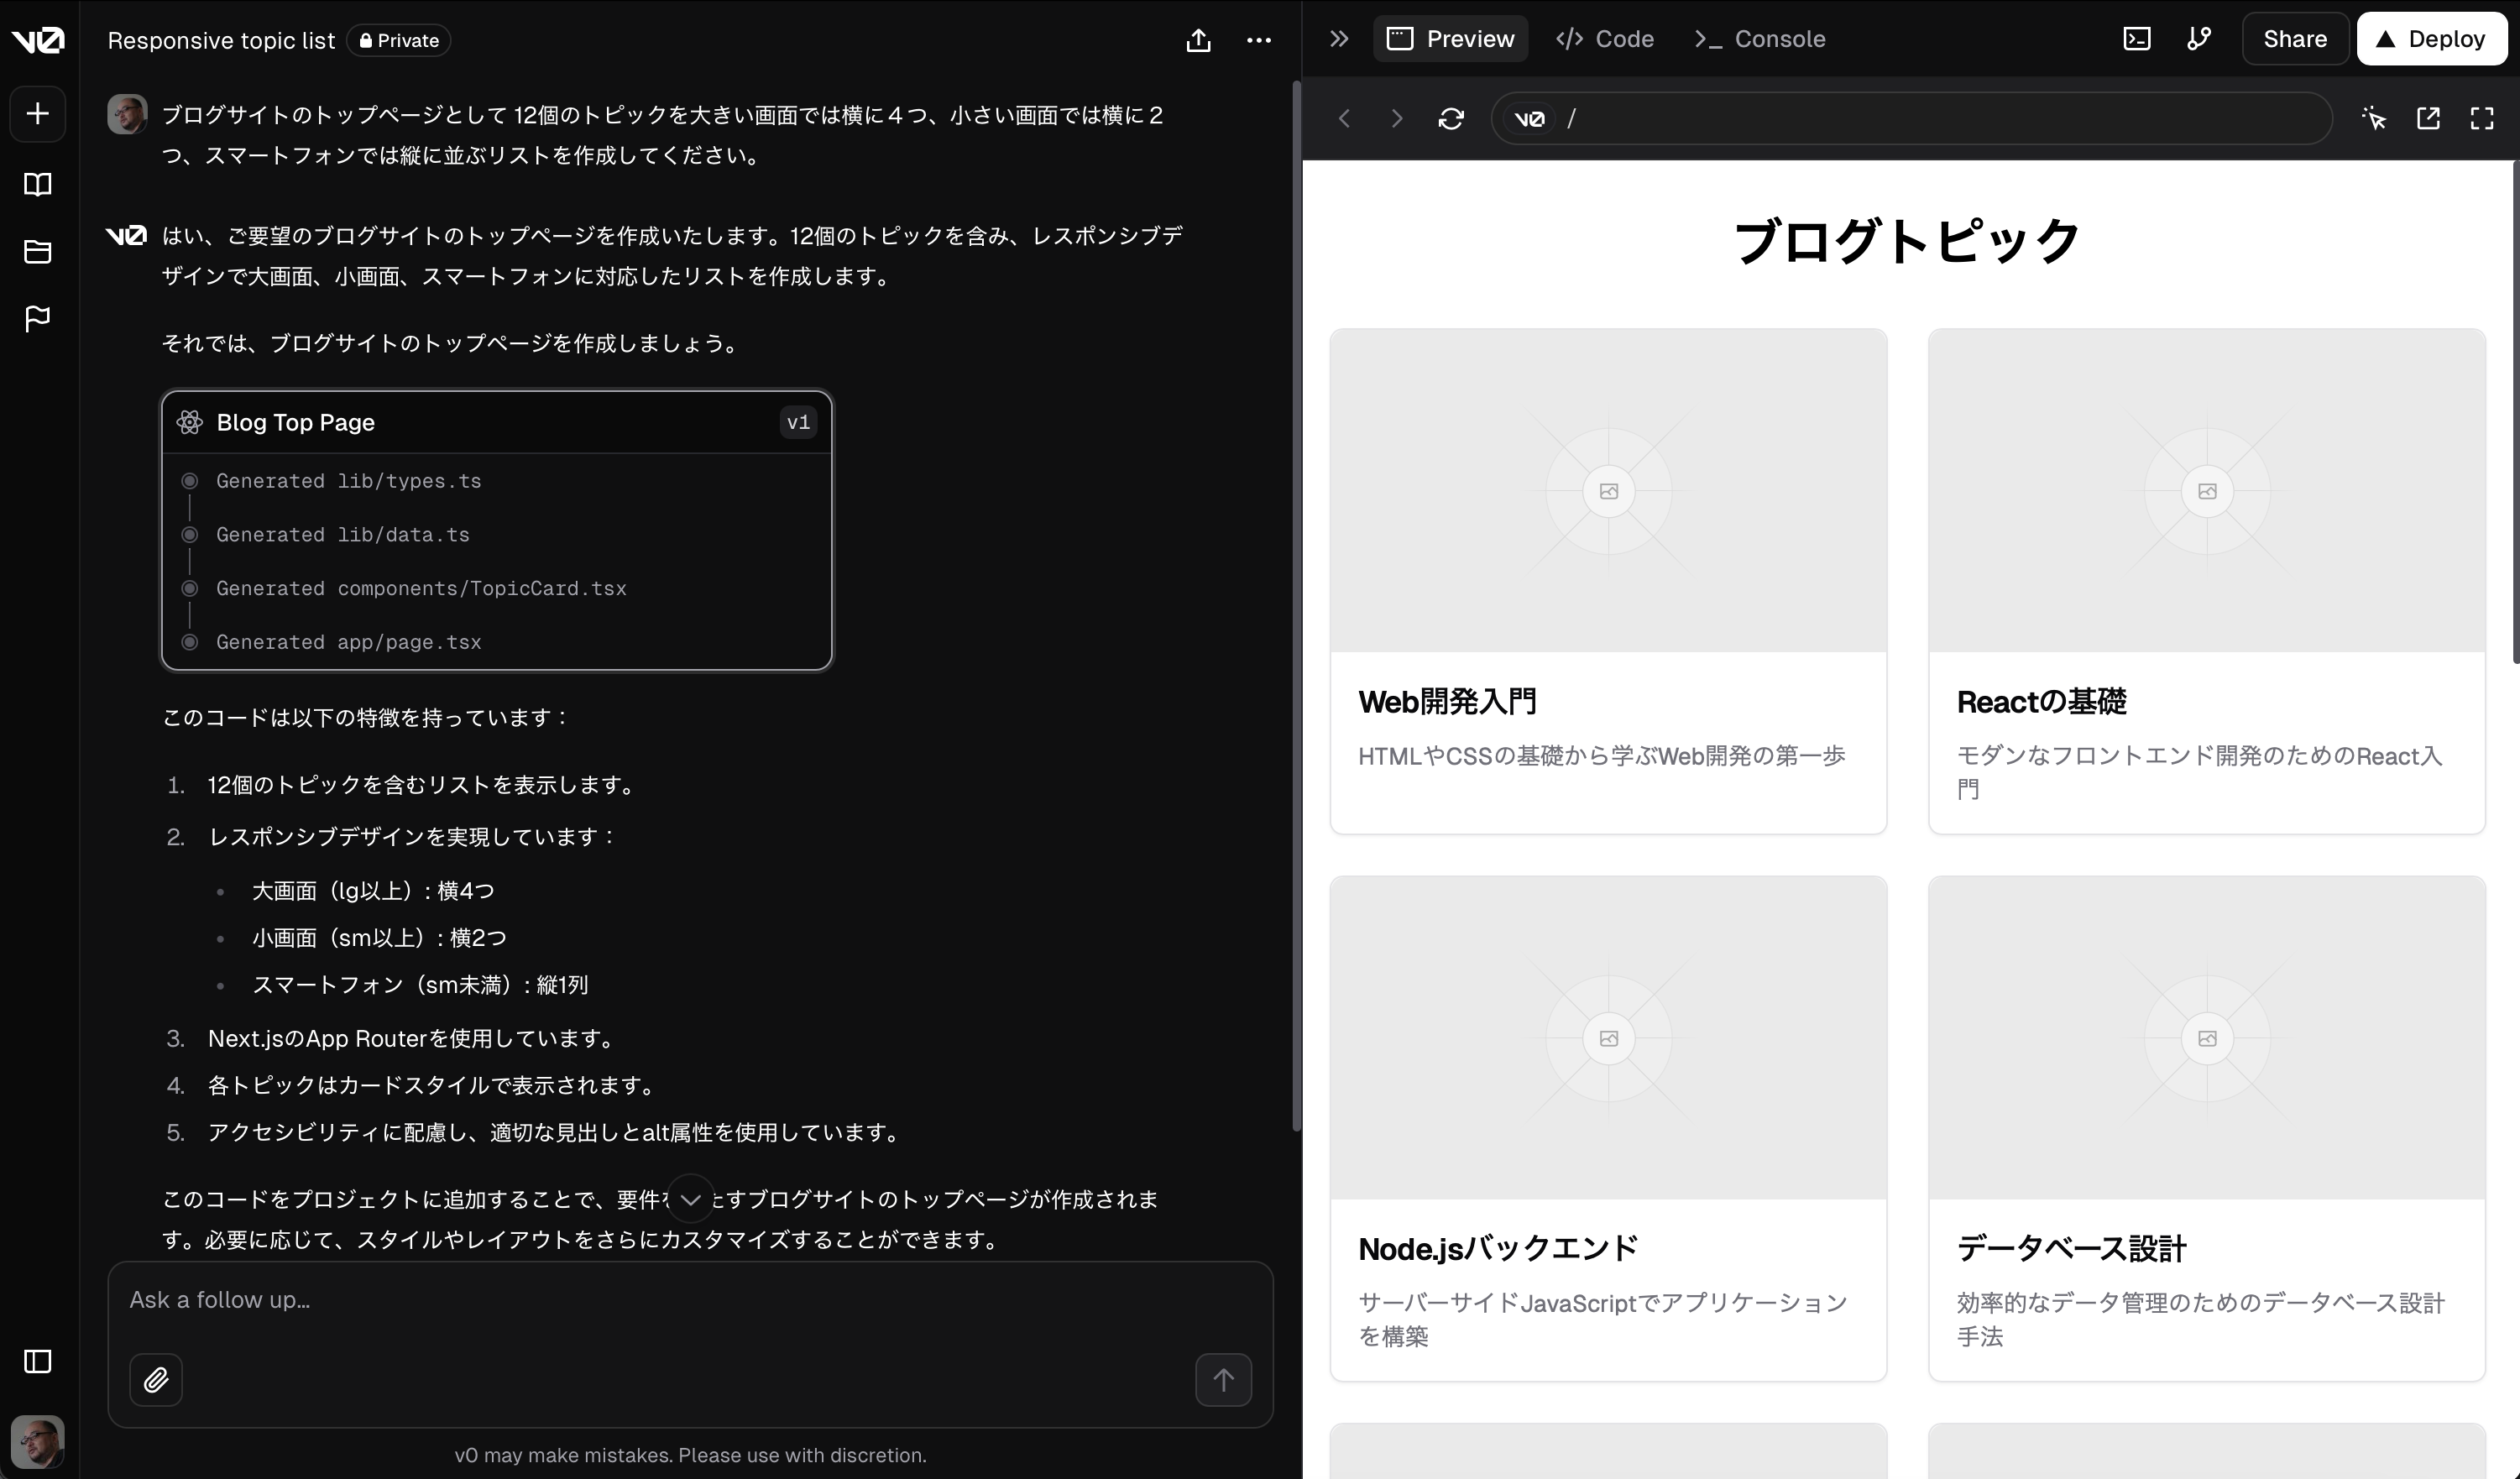 v0
Responsive topic list
Private
ブログサイトのトップページとして 12個のトピックを大きい画面では横に４つ、小さい画面では横に２
つ、スマートフォンでは縦に並ぶリストを作成してください。
v0
はい、ご要望のブログサイトのトップページを作成いたします。12個のトピックを含み、レスポンシブデ
ザインで大画面、小画面、スマートフォンに対応したリストを作成します。
それでは、ブログサイトのトップページを作成しましょう。
Blog Top Page
v1
Generated lib/types.ts
Generated lib/data.ts
Generated components/TopicCard.tsx
Generated app/page.tsx
このコードは以下の特徴を持っています：
1. 12個のトピックを含むリストを表示します。
2. レスポンシブデザインを実現しています：
• 大画面（lg以上）: 横4つ
• 小画面（sm以上）: 横2つ
• スマートフォン（sm未満）: 縦1列
3. Next.jsのApp Routerを使用しています。
4. 各トピックはカードスタイルで表示されます。
5. アクセシビリティに配慮し、適切な見出しとalt属性を使用しています。
このコードをプロジェクトに追加することで、要件 たすブログサイトのトップページが作成されま
す。必要に応じて、スタイルやレイアウトをさらにカスタマイズすることができます。
Ask a follow up…
v0 may make mistakes. Please use with discretion.
Preview
Code
Console
Share
Deploy
v0 /
ブログトピック
Web開発入門
HTMLやCSSの基礎から学ぶWeb開発の第一歩
Reactの基礎
モダンなフロントエンド開発のためのReact入
門
Node.jsバックエンド
サーバーサイドJavaScriptでアプリケーション
を構築
データベース設計
効率的なデータ管理のためのデータベース設計
手法